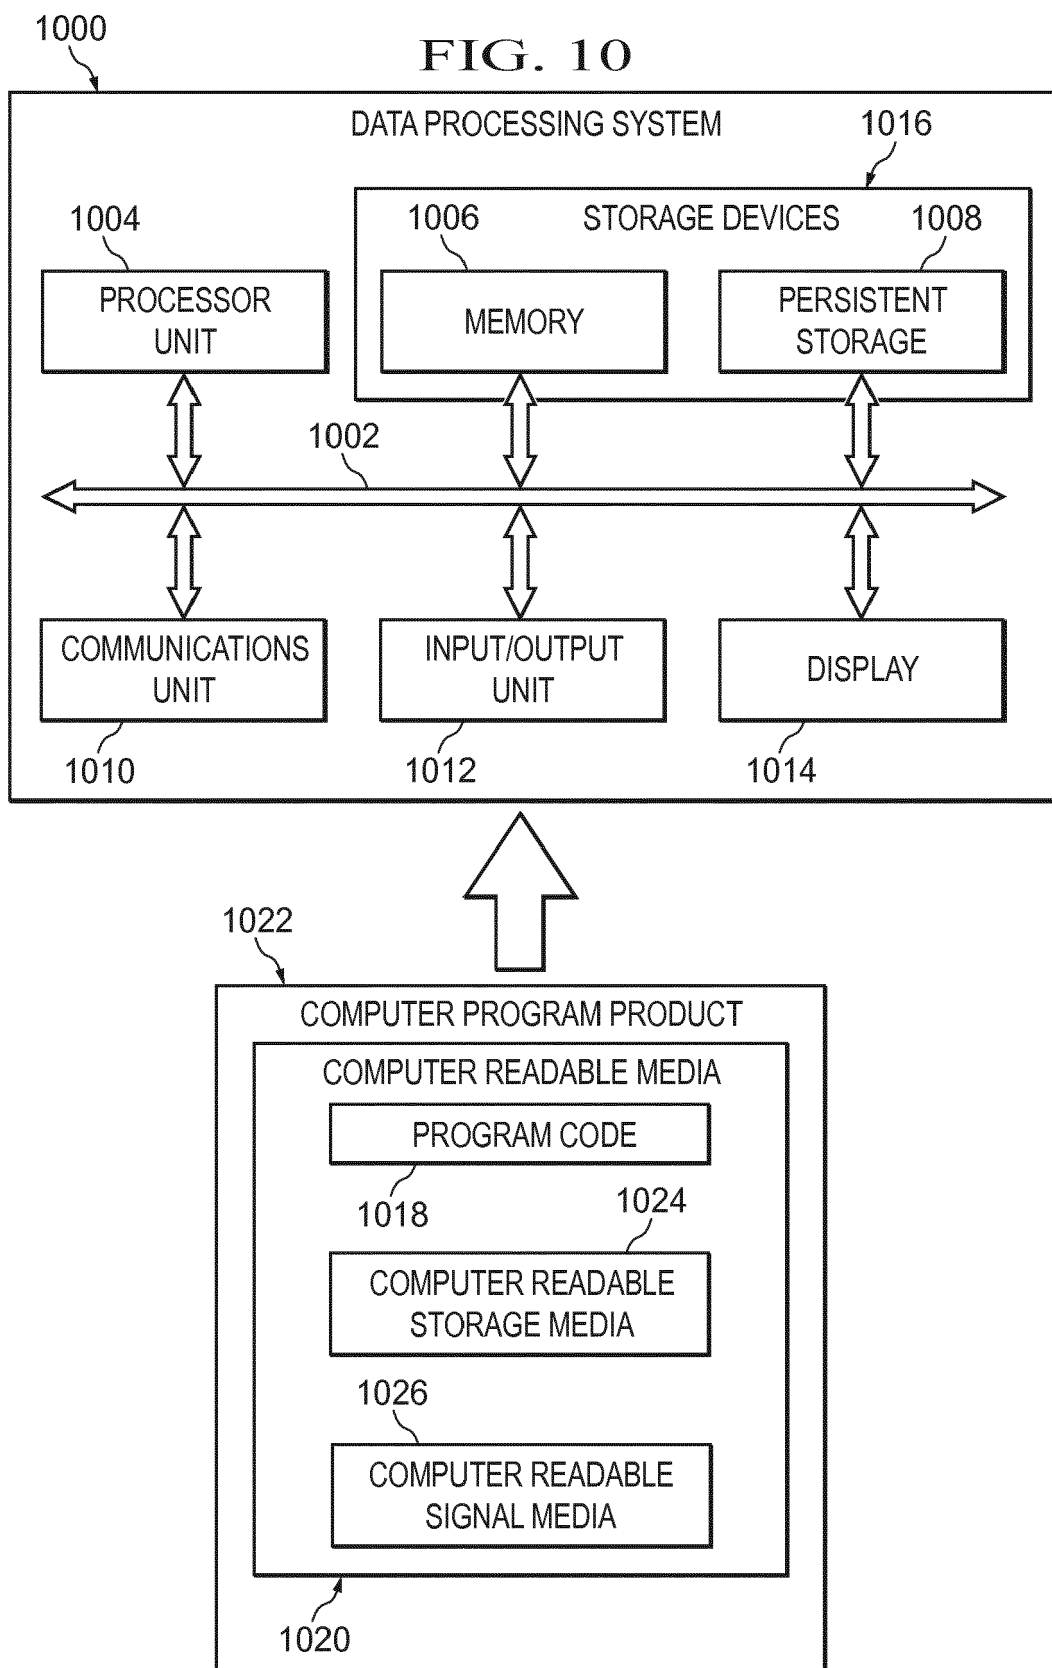 1000
FIG. 10
DATA PROCESSING SYSTEM
1016
1004
1006
STORAGE DEVICES
1008
PROCESSOR
UNIT
MEMORY
PERSISTENT
STORAGE
1002
COMMUNICATIONS
UNIT
INPUT/OUTPUT
UNIT
DISPLAY
1010
1012
1014
1022
COMPUTER PROGRAM PRODUCT
COMPUTER READABLE MEDIA
PROGRAM CODE
1018
1024
COMPUTER READABLE
STORAGE MEDIA
1026
COMPUTER READABLE
SIGNAL MEDIA
1020